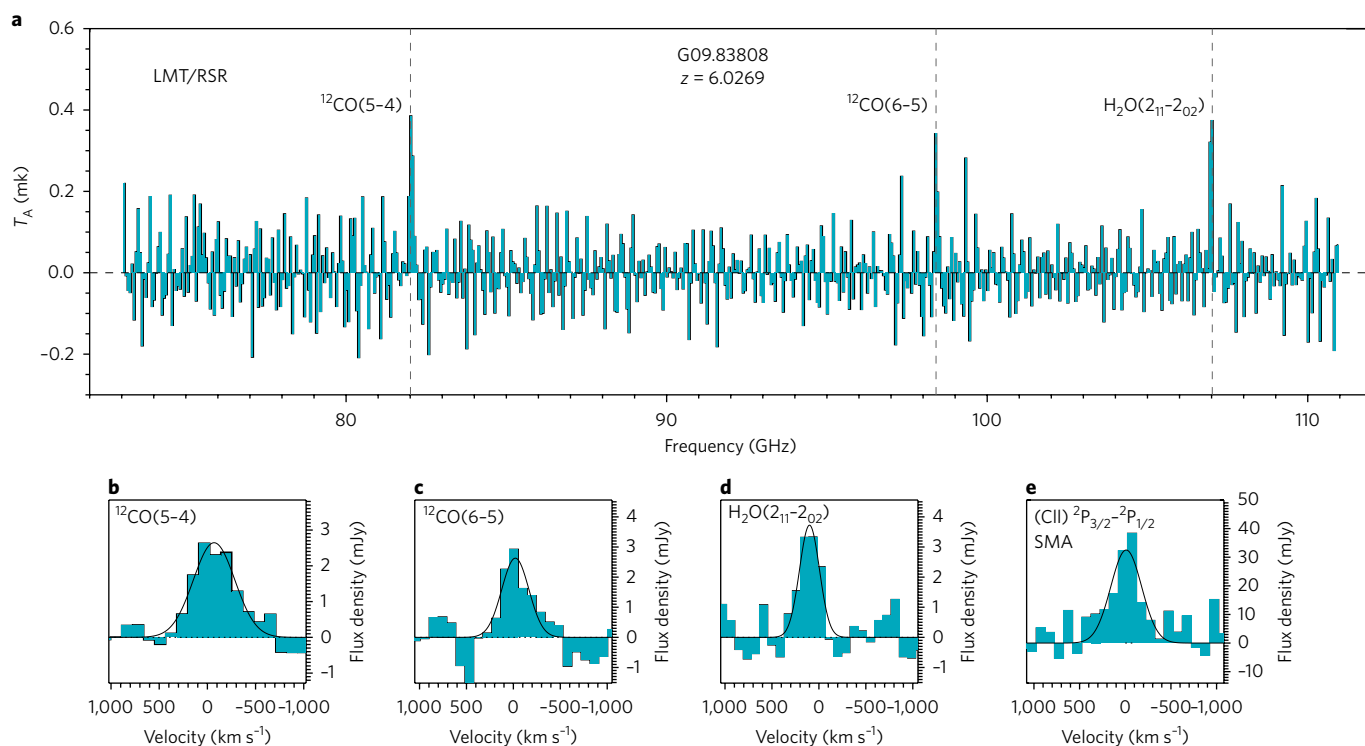 a
0.6
LMT/RSR
G09.83808
z = 6.0269
¹²CO(5–4)
¹²CO(6–5)
H₂O(2₁₁–2₀₂)
0.4
0.2
0.0
–0.2
T_A (mk)
80
90
100
110
Frequency (GHz)
b
¹²CO(5–4)
3
2
1
0
–1
Flux density (mJy)
1,000 500 0 –500 –1,000
Velocity (km s⁻¹)
c
¹²CO(6–5)
4
3
2
1
0
–1
Flux density (mJy)
1,000 500 0 –500 –1,000
Velocity (km s⁻¹)
d
H₂O(2₁₁–2₀₂)
4
3
2
1
0
–1
Flux density (mJy)
1,000 500 0 –500 –1,000
Velocity (km s⁻¹)
e
(CII) ²P₃/₂–²P₁/₂
SMA
50
40
30
20
10
0
–10
Flux density (mJy)
1,000 500 0 –500 –1,000
Velocity (km s⁻¹)